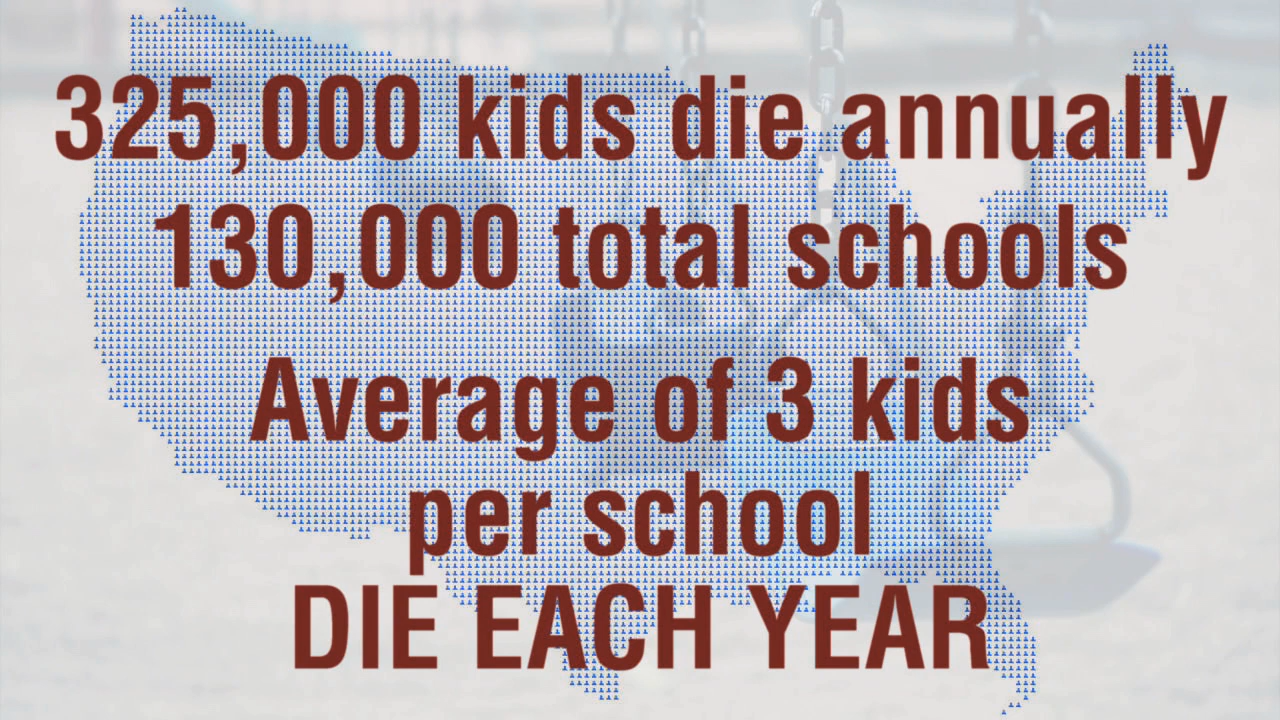 325,000 kids die annually
130,000 total schools
Average of 3 kids
per school
DIE EACH YEAR